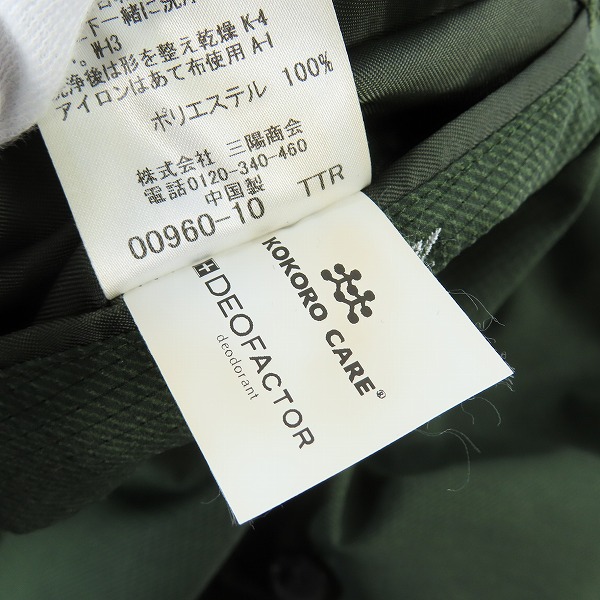 下一緒に洗
W-13
洗浄後は形を整え乾燥 K-4
アイロンはあて布使用 A-1
ポリエステル 100%
株式会社 三陽商会
電話0120-340-460
中国製
00960-10 TTR
KOKORO CARE®
DEOFACTOR
deodorant